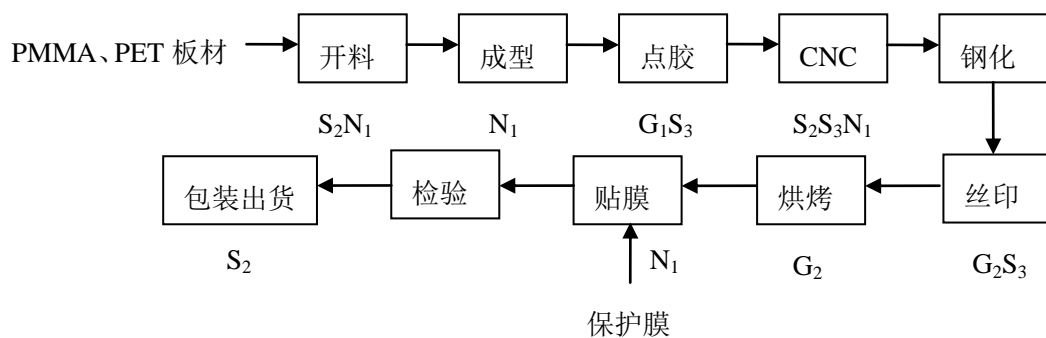 PMMA、PET 板材 开料 成型 点胶 CNC 钢化
S₂N₁ N₁ G₁S₃ S₂S₃N₁
包装出货 检验 贴膜 烘烤 丝印
S₂ N₁ G₂ G₂S₃
保护膜